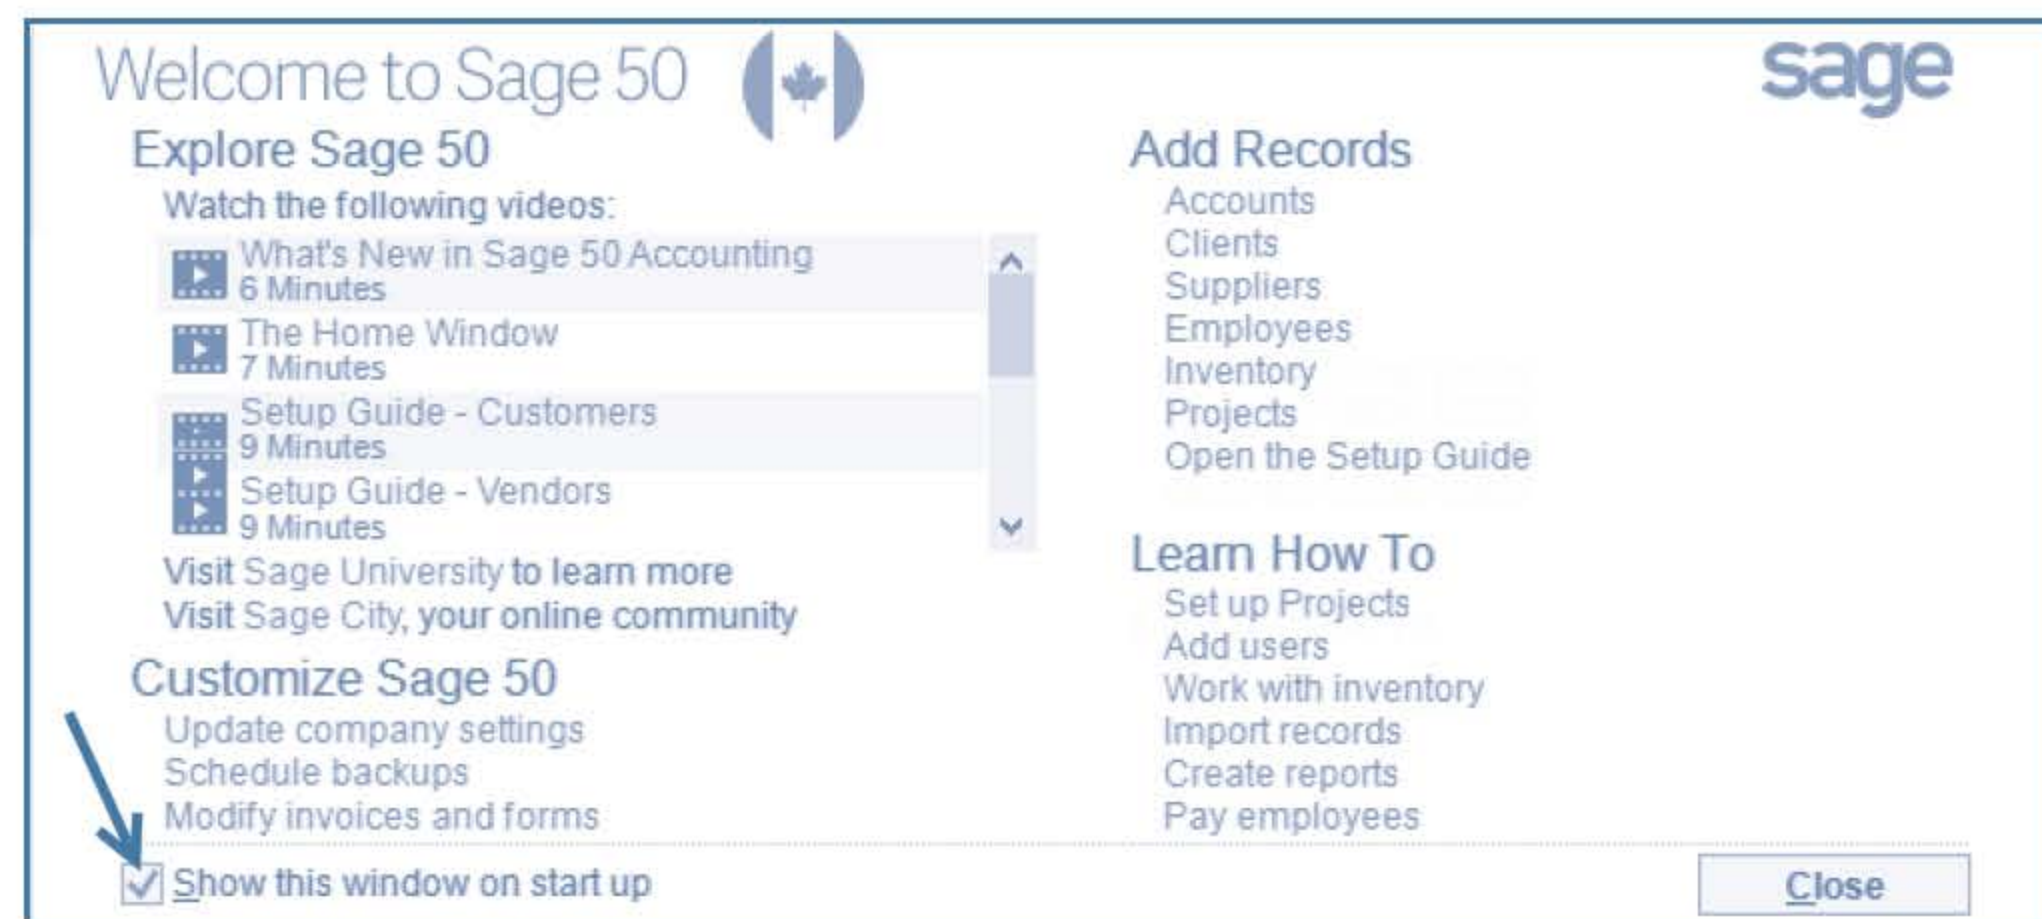 Welcome to Sage 50
sage
Explore Sage 50
Watch the following videos:
What's New in Sage 50 Accounting
6 Minutes
The Home Window
7 Minutes
Setup Guide - Customers
9 Minutes
Setup Guide - Vendors
9 Minutes
Visit Sage University to learn more
Visit Sage City, your online community
Customize Sage 50
Update company settings
Schedule backups
Modify invoices and forms
Add Records
Accounts
Clients
Suppliers
Employees
Inventory
Projects
Open the Setup Guide
Learn How To
Set up Projects
Add users
Work with inventory
Import records
Create reports
Pay employees
Show this window on start up
Close